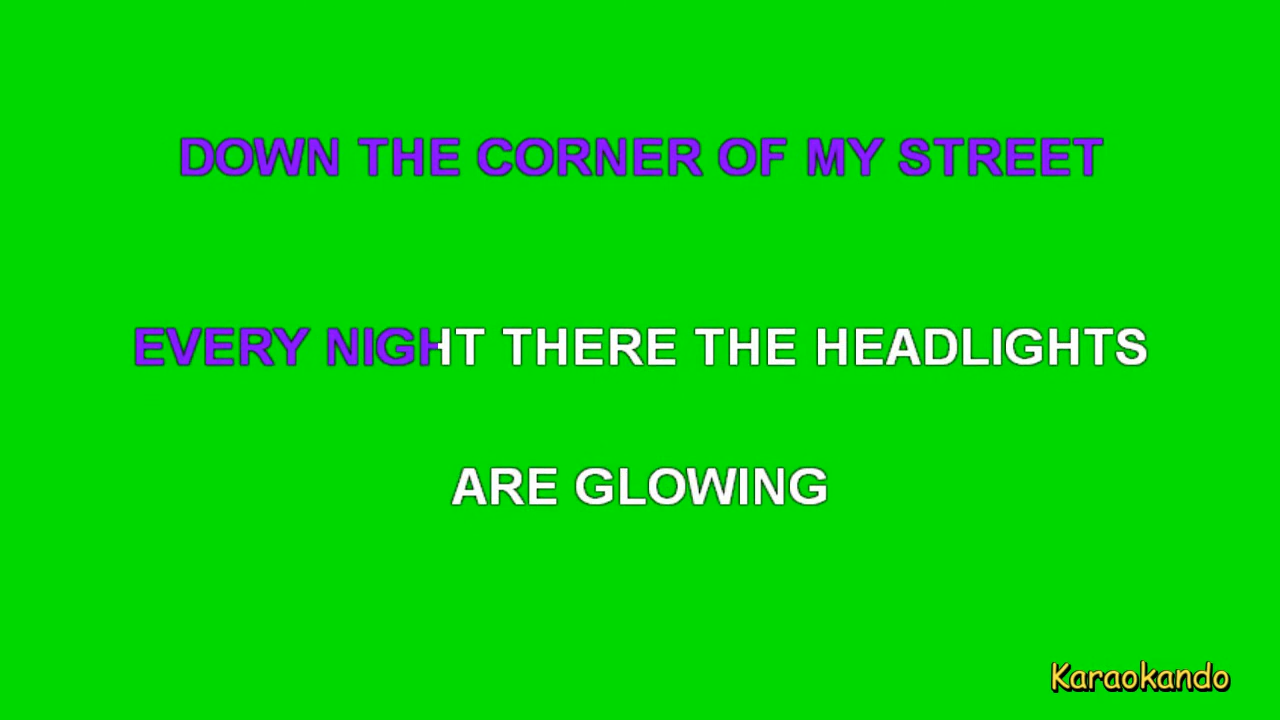 DOWN THE CORNER OF MY STREET
EVERY NIGHT THERE THE HEADLIGHTS
ARE GLOWING
Karaokando